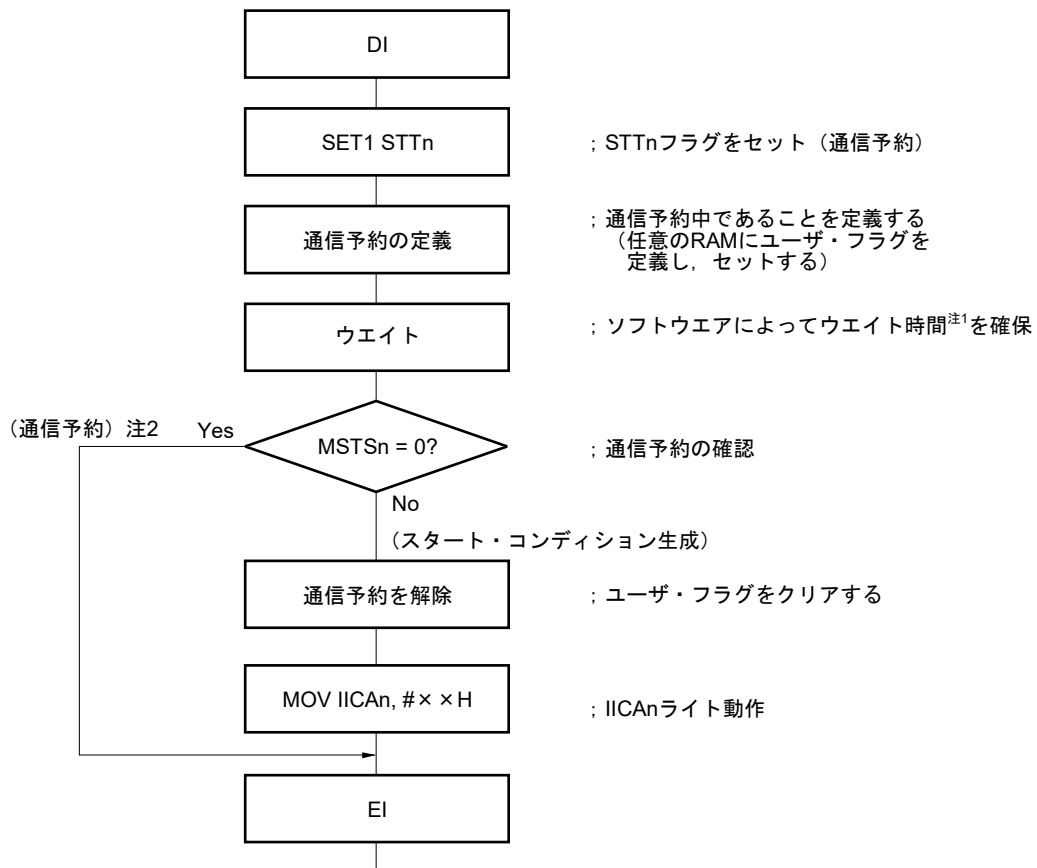 DI
SET1 STTn
; STTnフラグをセット（通信予約）
通信予約の定義
; 通信予約中であることを定義する
（任意のRAMにユーザ・フラグを
定義し，セットする）
ウエイト
; ソフトウエアによってウエイト時間注1を確保
（通信予約）注2
Yes
MSTSn = 0?
; 通信予約の確認
No
（スタート・コンディション生成）
通信予約を解除
; ユーザ・フラグをクリアする
MOV IICAn, #××H
; IICAnライト動作
EI